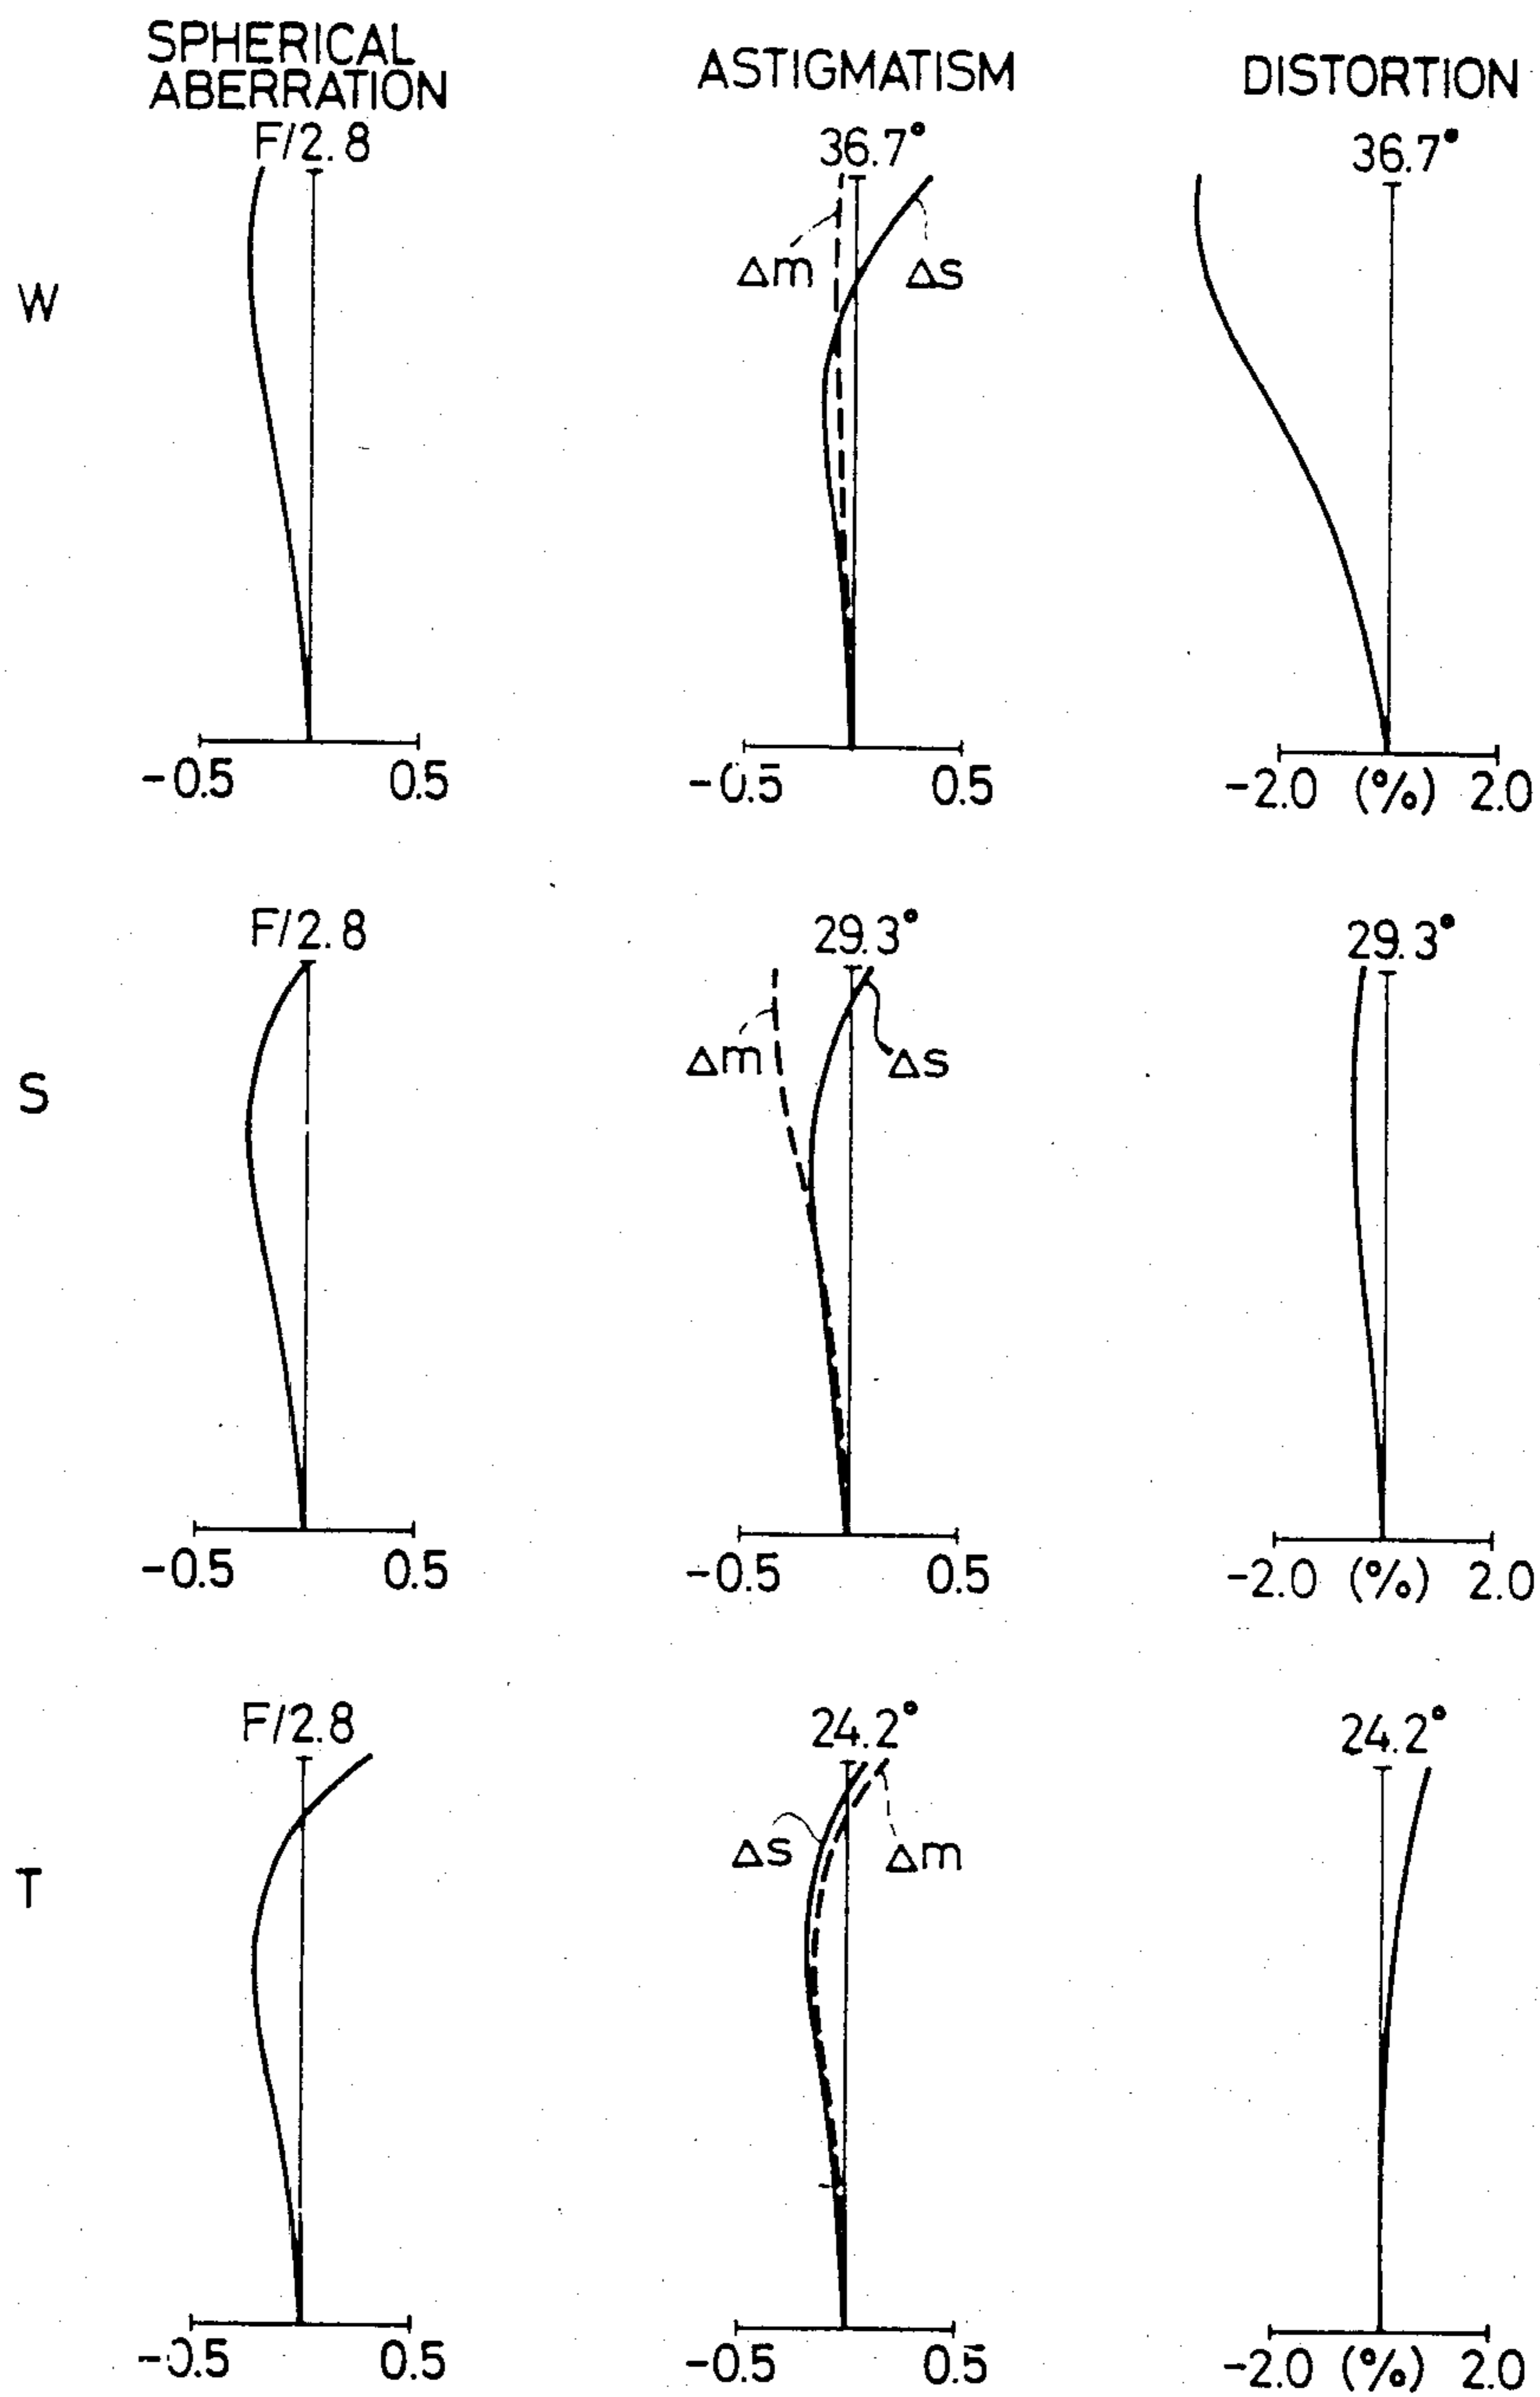 SPHERICAL
ABERRATION
ASTIGMATISM
DISTORTION
F/2.8
36.7°
36.7°
W
Δm
Δs
-0.5
0.5
-0.5
0.5
-2.0 (%) 2.0
F/2.8
29.3°
29.3°
S
Δm
Δs
-0.5
0.5
-0.5
0.5
-2.0 (%) 2.0
F/2.8
24.2°
24.2°
T
Δs
Δm
-0.5
0.5
-0.5
0.5
-2.0 (%) 2.0